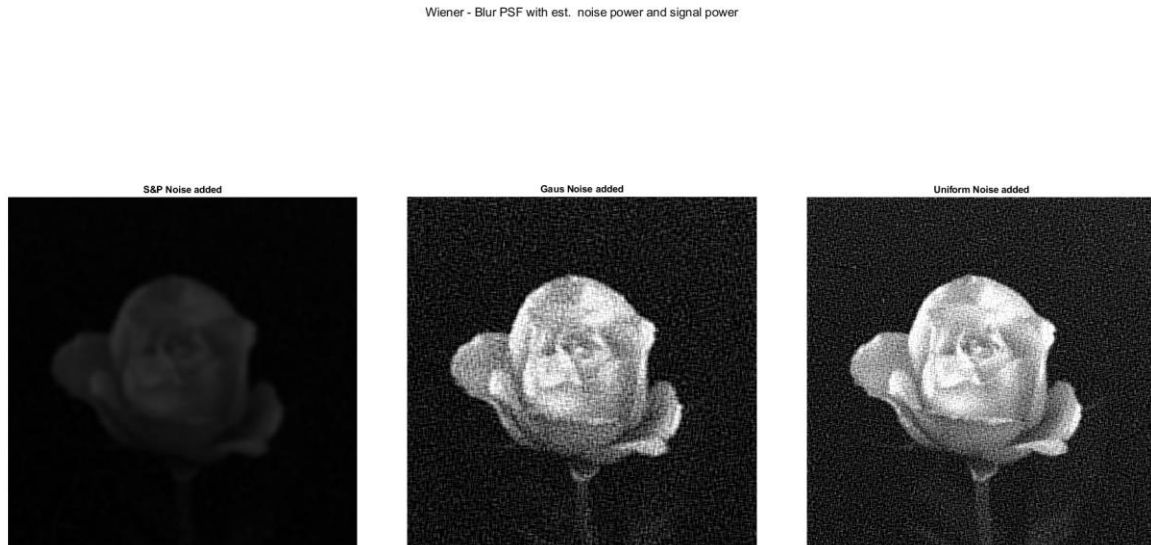 Wiener - Blur PSF with est.  noise power and signal power
S&P Noise added
Gaus Noise added
Uniform Noise added